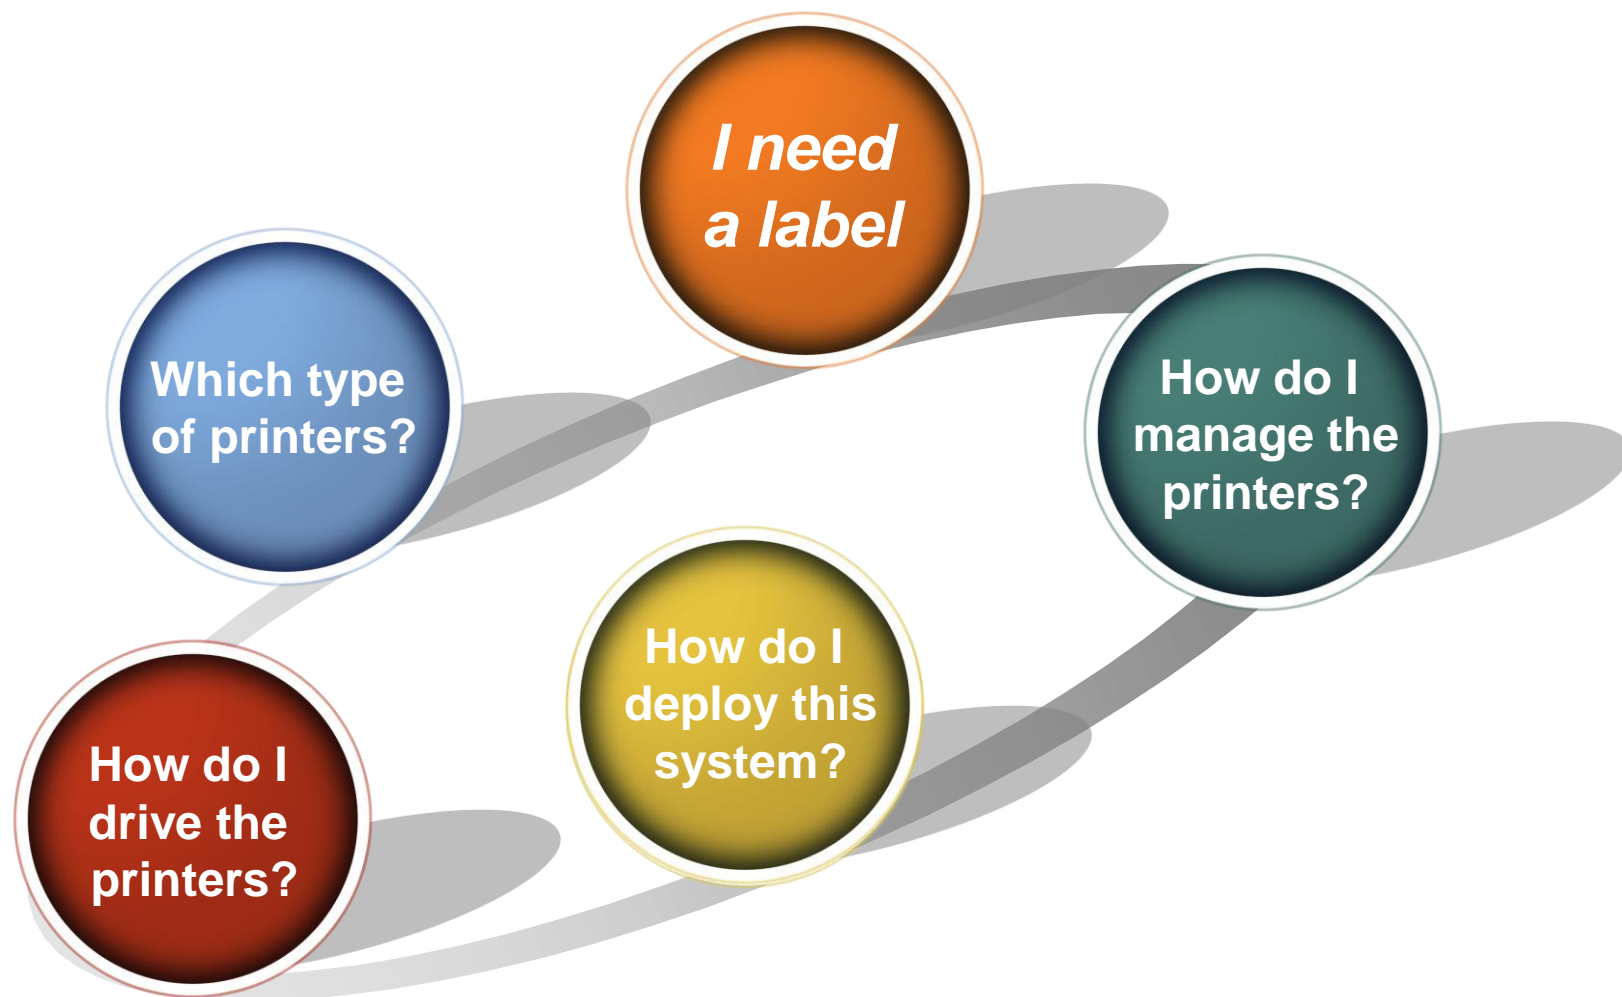 I need
a label
Which type
of printers?
How do I
manage the
printers?
How do I
deploy this
system?
How do I
drive the
printers?